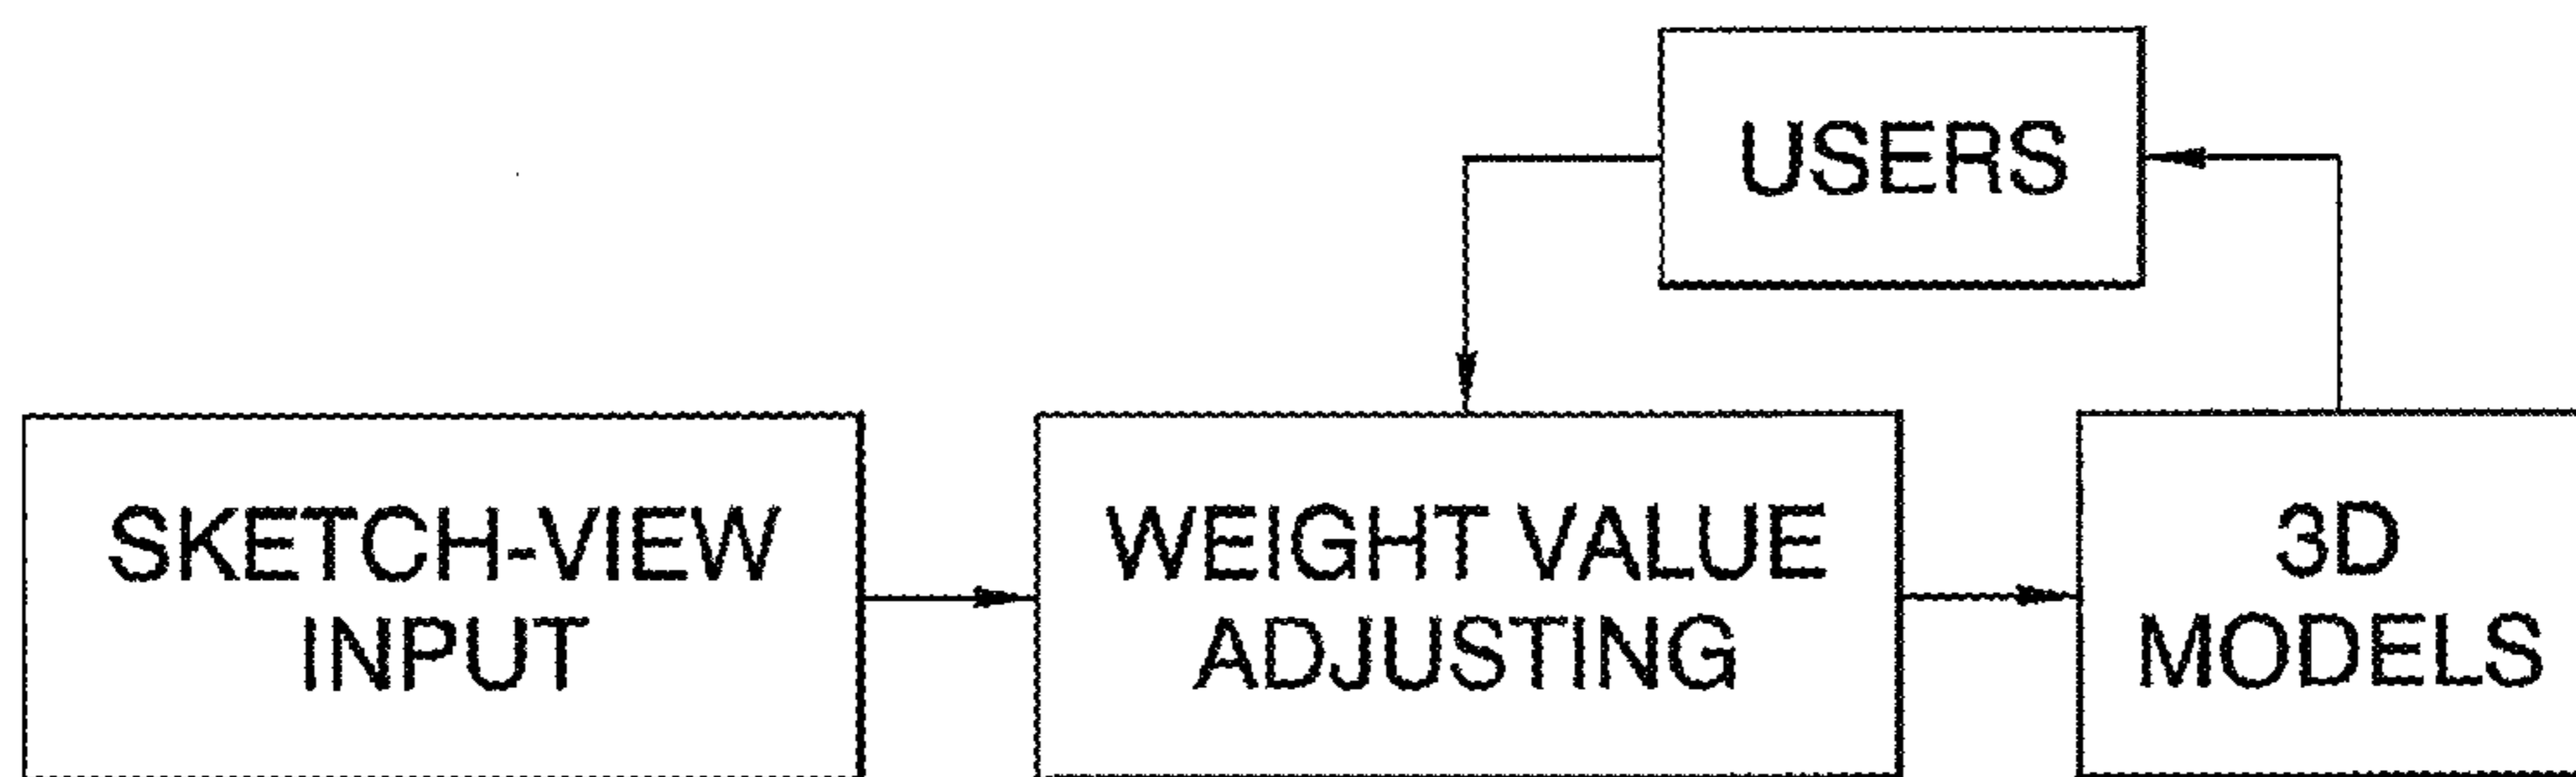 USERS
SKETCH-VIEW
INPUT
WEIGHT VALUE
ADJUSTING
3D
MODELS